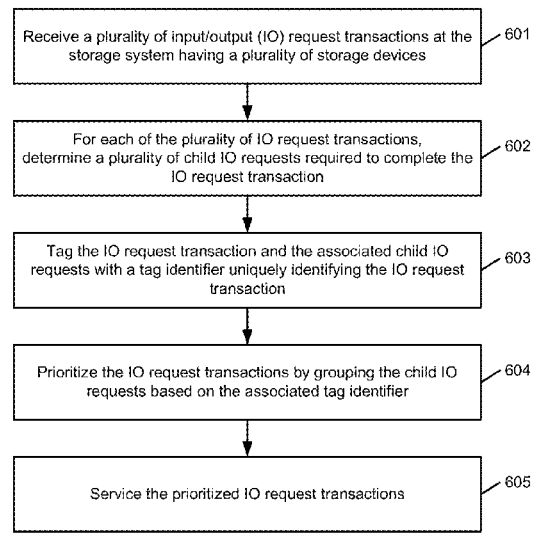 Receive a plurality of input/output (IO) request transactions at the
storage system having a plurality of storage devices
601
For each of the plurality of IO request transactions,
determine a plurality of child IO requests required to complete the
IO request transaction
602
Tag the IO request transaction and the associated child IO
requests with a tag identifier uniquely identifying the IO request
transaction
603
Prioritize the IO request transactions by grouping the child IO
requests based on the associated tag identifier
604
Service the prioritized IO request transactions
605